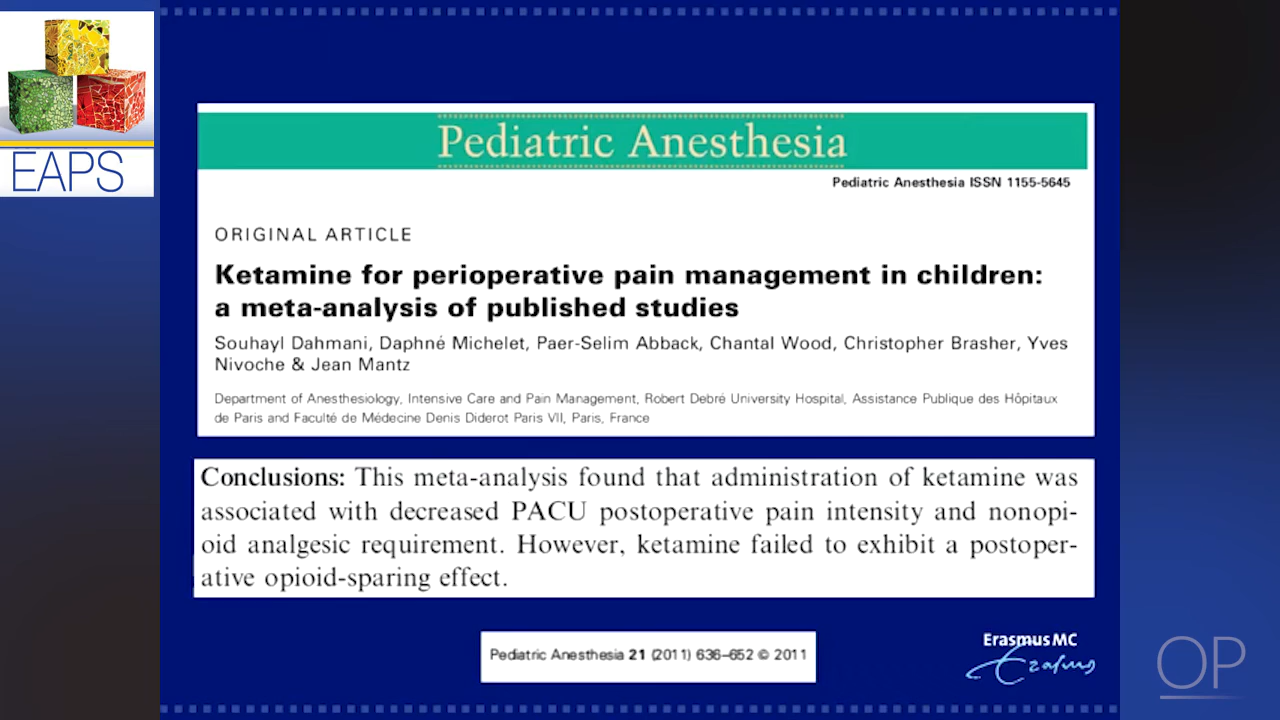 EAPS
Pediatric Anesthesia
Pediatric Anesthesia ISSN 1155-5645
ORIGINAL ARTICLE
Ketamine for perioperative pain management in children:
a meta-analysis of published studies
Souhayl Dahmani, Daphné Michelet, Paer-Selim Abback, Chantal Wood, Christopher Brasher, Yves
Nivoche & Jean Mantz
Department of Anesthesiology, Intensive Care and Pain Management, Robert Debré University Hospital, Assistance Publique des Hôpitaux
de Paris and Faculté de Médecine Denis Diderot Paris VII, Paris, France
Conclusions: This meta-analysis found that administration of ketamine was
associated with decreased PACU postoperative pain intensity and nonopi-
oid analgesic requirement. However, ketamine failed to exhibit a postoper-
ative opioid-sparing effect.
Pediatric Anesthesia 21 (2011) 636–652 © 2011
Erasmus MC
Erasmus
OP